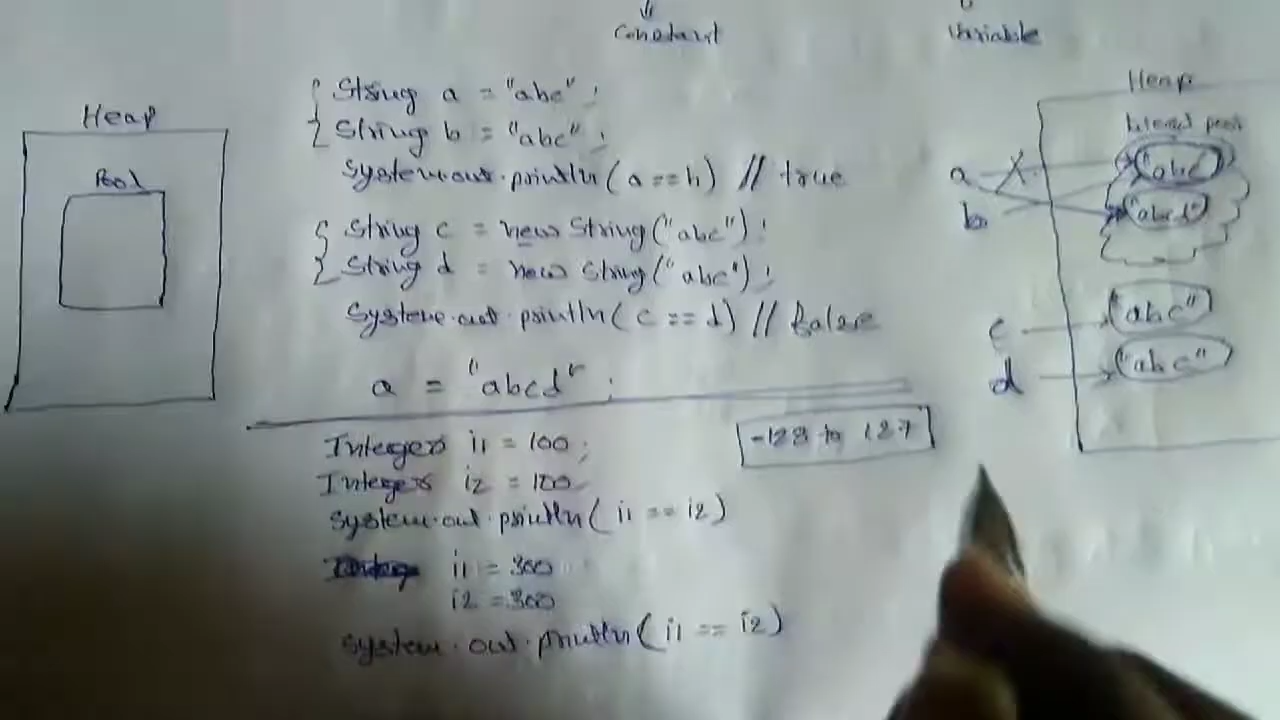 constant
variable
Heap
Pool
String a = "abc";
String b = "abc";
System.out.println(a == b) // true
String c = new String("abc");
String d = new String("abc");
System.out.println(c == d) // false
a = "abcd";
Integer i1 = 100;
Integer i2 = 100
-128 to 127
System.out.println(i1 == i2)
i1 = 300
i2 = 300
System.out.println(i1 == i2)
Heap
a
b
c
d
"abc"
"abcd"
"abc"
"abc"